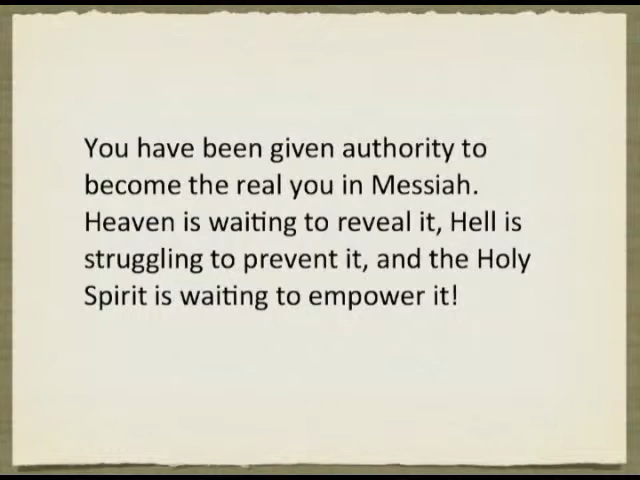 You have been given authority to
become the real you in Messiah.
Heaven is waiting to reveal it, Hell is
struggling to prevent it, and the Holy
Spirit is waiting to empower it!